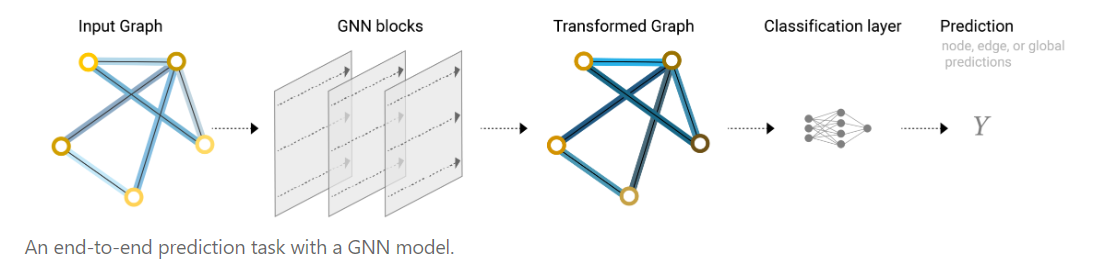 Input Graph
GNN blocks
Transformed Graph
Classification layer
Prediction
node, edge, or global
predictions
Y
An end-to-end prediction task with a GNN model.